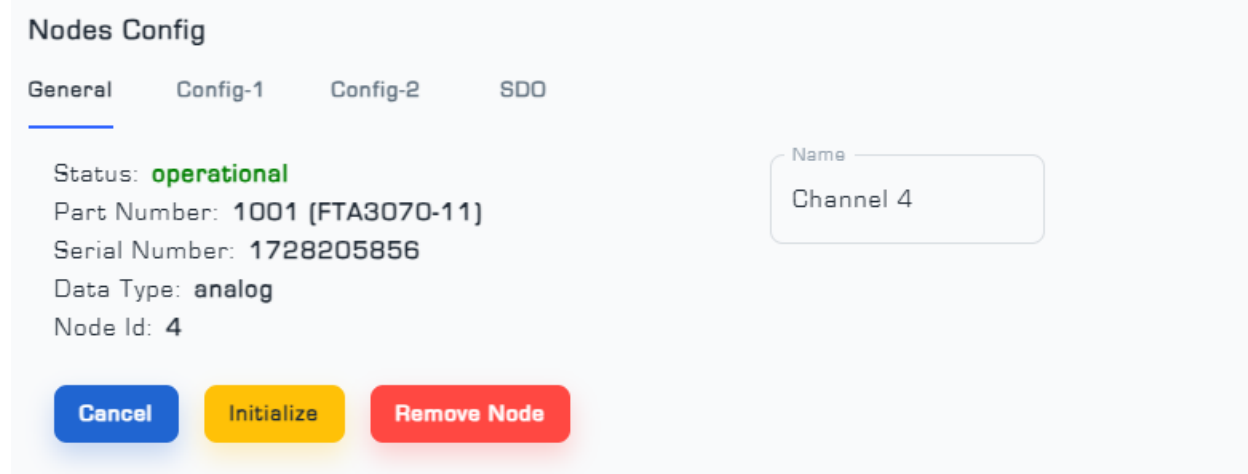 Nodes Config
General Config-1 Config-2 SDO
Status: operational
Part Number: 1001 (FTA3070-11)
Serial Number: 1728205856
Data Type: analog
Node Id: 4
Name
Channel 4
Cancel Initialize Remove Node